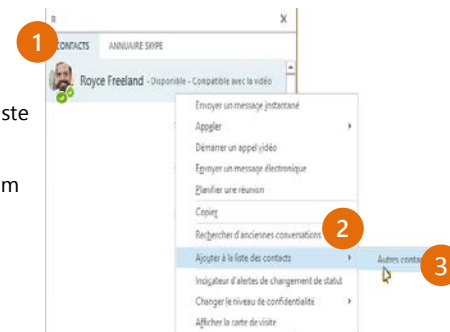 1
CONTACTS ANNUAIRE SKYPE
X
Royce Freeland - Disponible - Compatible avec la vidéo
iste
m
Envoyer un message instantané
Appeler
Démarrer un appel vidéo
Envoyer un message électronique
Planifier une réunion
Copier
Rechercher d'anciennes conversations 2
Ajouter à la liste des contacts
Autres conta 3
Indicateur d'alertes de changement de statut
Changer le niveau de confidentialité
Afficher la carte de visite